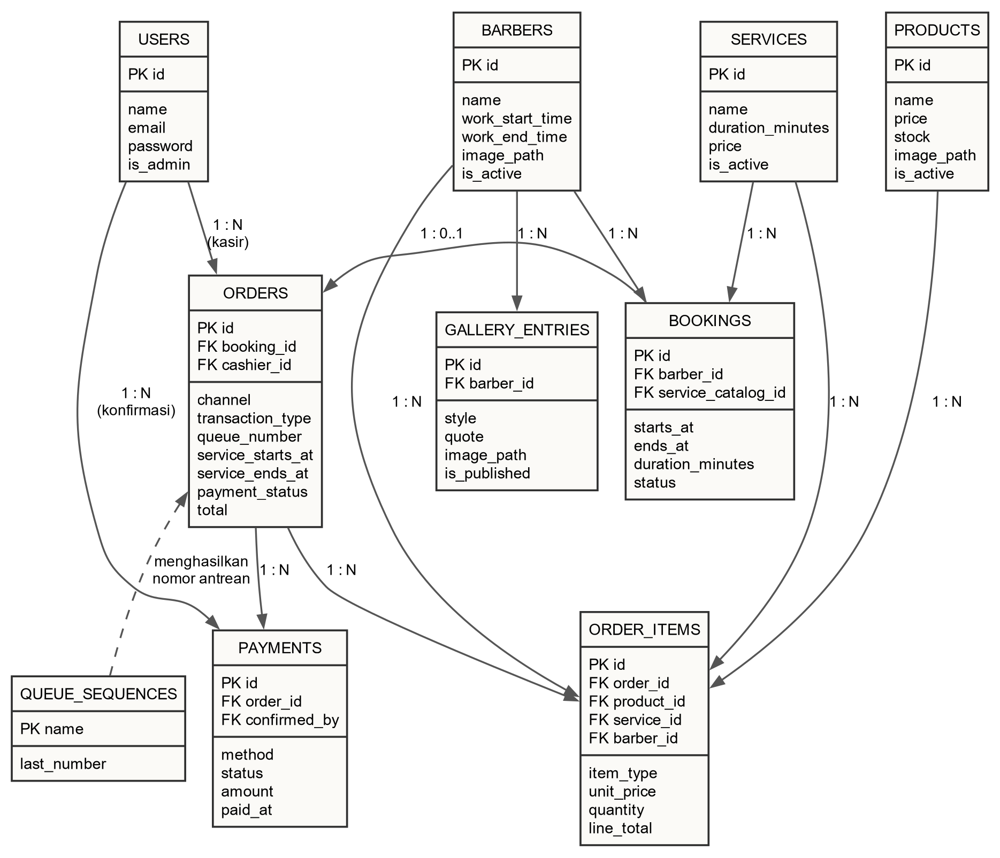 USERS
PK id
name
email
password
is_admin
BARBERS
PK id
name
work_start_time
work_end_time
image_path
is_active
SERVICES
PK id
name
duration_minutes
price
is_active
PRODUCTS
PK id
name
price
stock
image_path
is_active
1 : N
(kasir)
1 : 0..1
1 : N
1 : N
1 : N
ORDERS
PK id
FK booking_id
FK cashier_id
channel
transaction_type
queue_number
service_starts_at
service_ends_at
payment_status
total
GALLERY_ENTRIES
PK id
FK barber_id
style
quote
image_path
is_published
BOOKINGS
PK id
FK barber_id
FK service_catalog_id
starts_at
ends_at
duration_minutes
status
1 : N
(konfirmasi)
1 : N
1 : N
1 : N
menghasilkan
nomor antrean
1 : N
1 : N
QUEUE_SEQUENCES
PK name
last_number
PAYMENTS
PK id
FK order_id
FK confirmed_by
method
status
amount
paid_at
ORDER_ITEMS
PK id
FK order_id
FK product_id
FK service_id
FK barber_id
item_type
unit_price
quantity
line_total